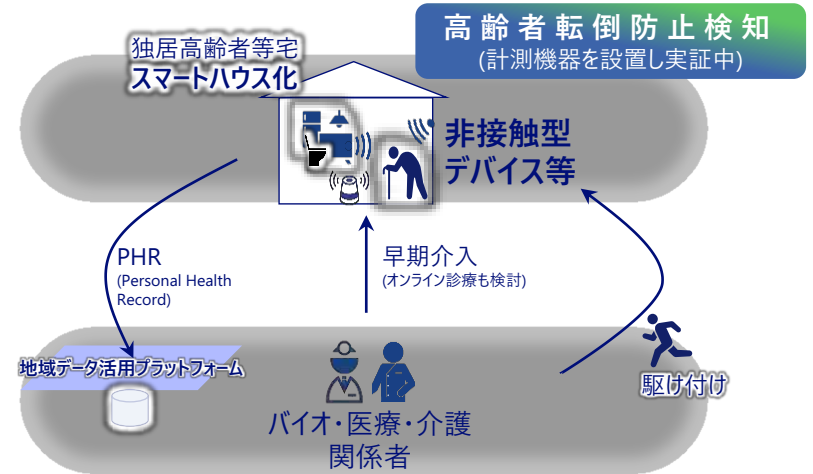 高齢者転倒防止検知
(計測機器を設置し実証中)
独居高齢者等宅
スマートハウス化
非接触型
デバイス等
PHR
(Personal Health
Record)
早期介入
(オンライン診療も検討)
地域データ活用プラットフォーム
駆け付け
バイオ・医療・介護
関係者